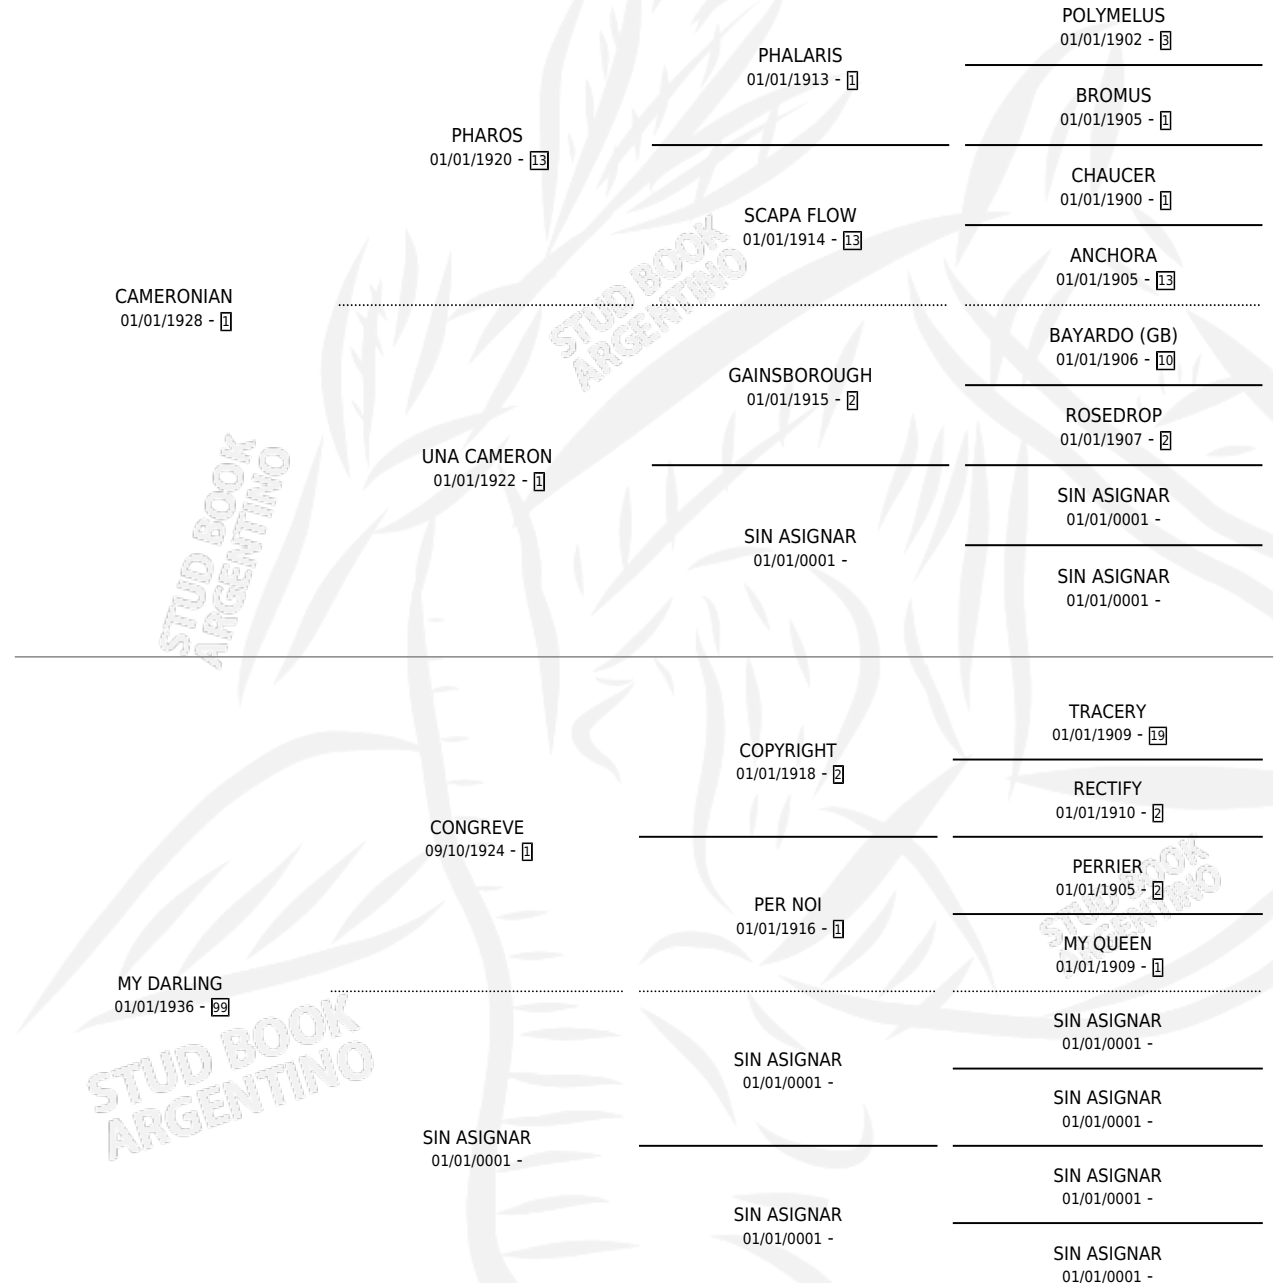 POLYMELUS
01/01/1902 - 3
PHALARIS
01/01/1913 - 1
BROMUS
01/01/1905 - 1
PHAROS
01/01/1920 - 13
CHAUCER
01/01/1900 - 1
SCAPA FLOW
01/01/1914 - 13
ANCHORA
01/01/1905 - 13
CAMERONIAN
01/01/1928 - 1
BAYARDO (GB)
01/01/1906 - 10
GAINSBOROUGH
01/01/1915 - 2
ROSEDROP
01/01/1907 - 2
UNA CAMERON
01/01/1922 - 1
SIN ASIGNAR
01/01/0001 -
SIN ASIGNAR
01/01/0001 -
SIN ASIGNAR
01/01/0001 -
STUD BOOK
ARGENTINO
STUD BOOK
ARGENTINO
TRACERY
01/01/1909 - 19
COPYRIGHT
01/01/1918 - 2
RECTIFY
01/01/1910 - 2
CONGREVE
09/10/1924 - 1
PERRIER
01/01/1905 - 2
PER NOI
01/01/1916 - 1
MY QUEEN
01/01/1909 - 1
STUD BOOK
ARGENTINO
MY DARLING
01/01/1936 - 99
SIN ASIGNAR
01/01/0001 -
SIN ASIGNAR
01/01/0001 -
SIN ASIGNAR
01/01/0001 -
STUD BOOK
ARGENTINO
SIN ASIGNAR
01/01/0001 -
SIN ASIGNAR
01/01/0001 -
SIN ASIGNAR
01/01/0001 -
SIN ASIGNAR
01/01/0001 -